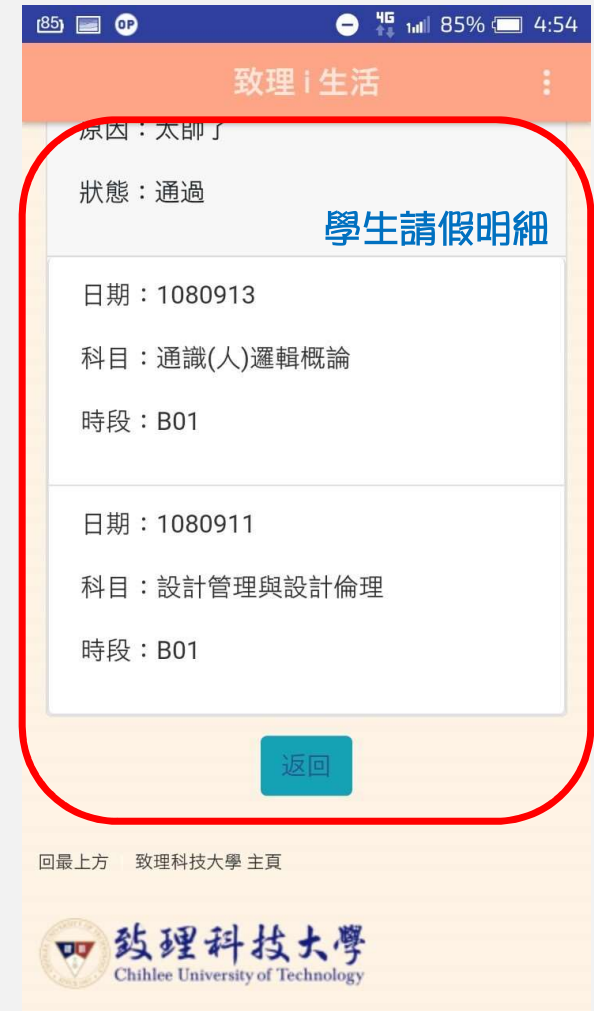 85 OP 4G 85% 4:54
致理 i 生活
原因：太帥了
狀態：通過
學生請假明細
日期：1080913
科目：通識(人)邏輯概論
時段：B01
日期：1080911
科目：設計管理與設計倫理
時段：B01
返回
回最上方 致理科技大學 主頁
致理科技大學
Chihlee University of Technology